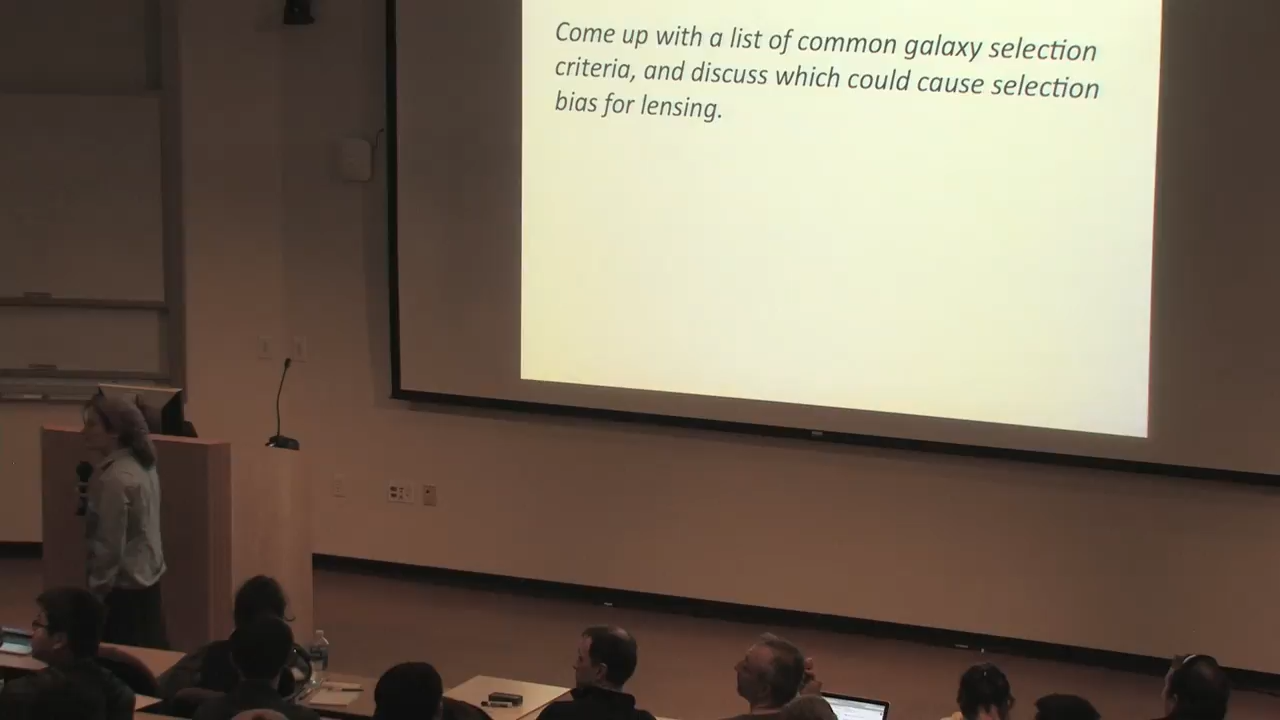 Come up with a list of common galaxy selection
criteria, and discuss which could cause selection
bias for lensing.